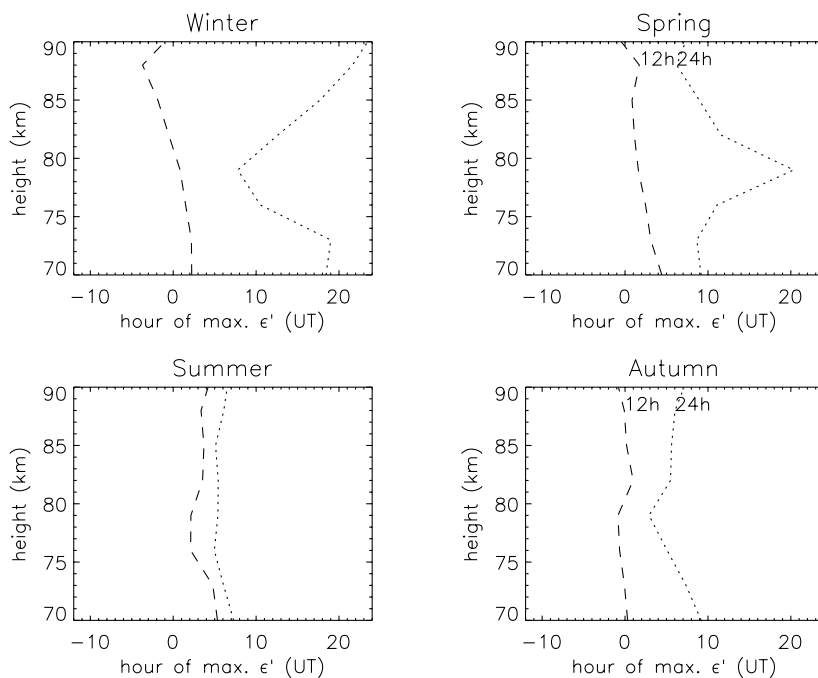 Winter
90
85
80
75
70
height (km)
−10 0 10 20
hour of max. ϵ' (UT)
Spring
12h 24h
90
85
80
75
70
height (km)
−10 0 10 20
hour of max. ϵ' (UT)
Summer
90
85
80
75
70
height (km)
−10 0 10 20
hour of max. ϵ' (UT)
Autumn
12h 24h
90
85
80
75
70
height (km)
−10 0 10 20
hour of max. ϵ' (UT)